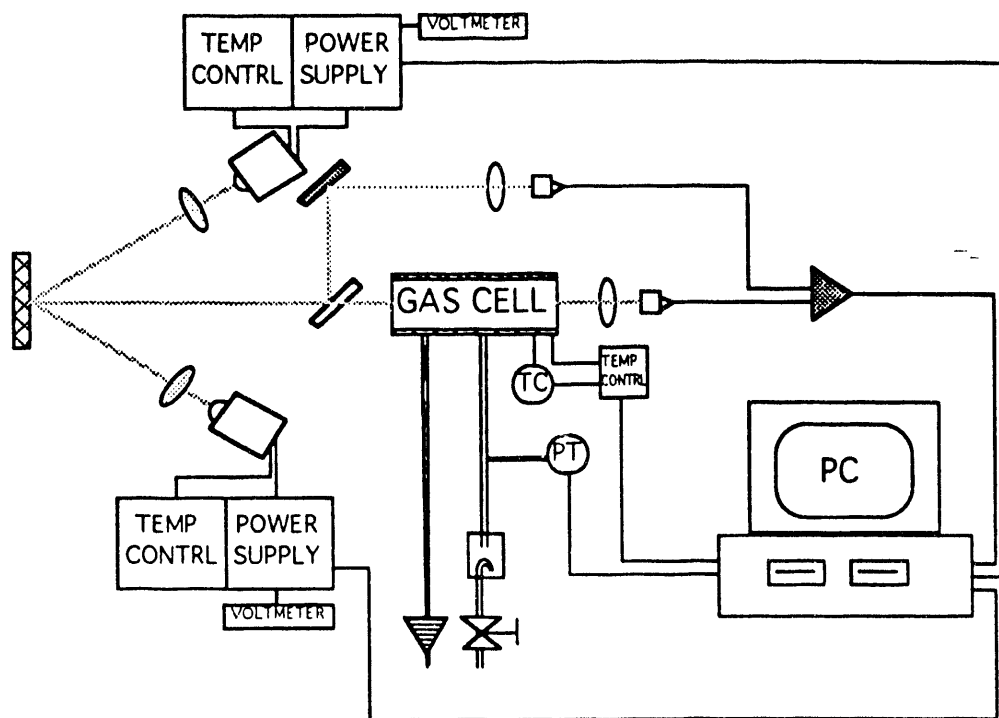 VOLTMETER
TEMP POWER
CONTRL SUPPLY
GAS CELL
TC
TEMP
CONTRL
PT
PC
TEMP POWER
CONTRL SUPPLY
VOLTMETER